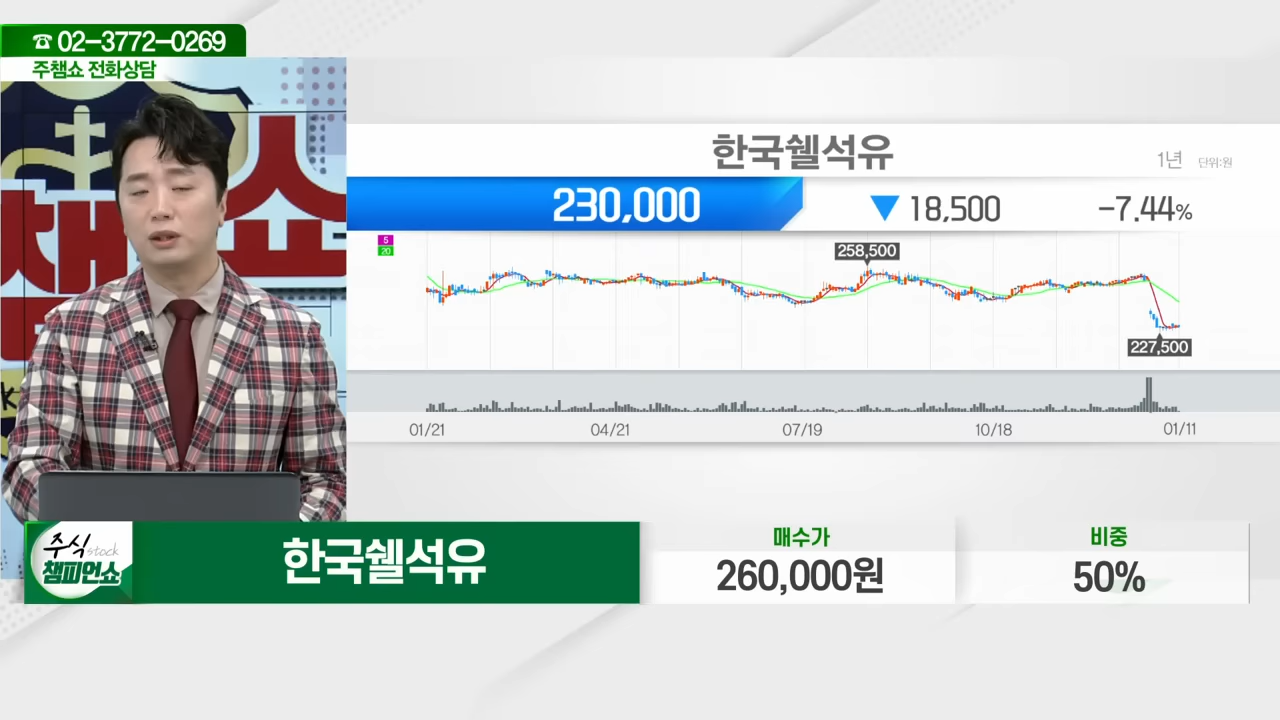 ☎ 02-3772-0269
주챔쇼 전화상담
챔쇼
한국쉘석유
1년 단위:원
230,000 ▼ 18,500 -7.44%
5
20
258,500
227,500
01/21 04/21 07/19 10/18 01/11
주식 stock
챔피언쇼
한국쉘석유
매수가
260,000원
비중
50%